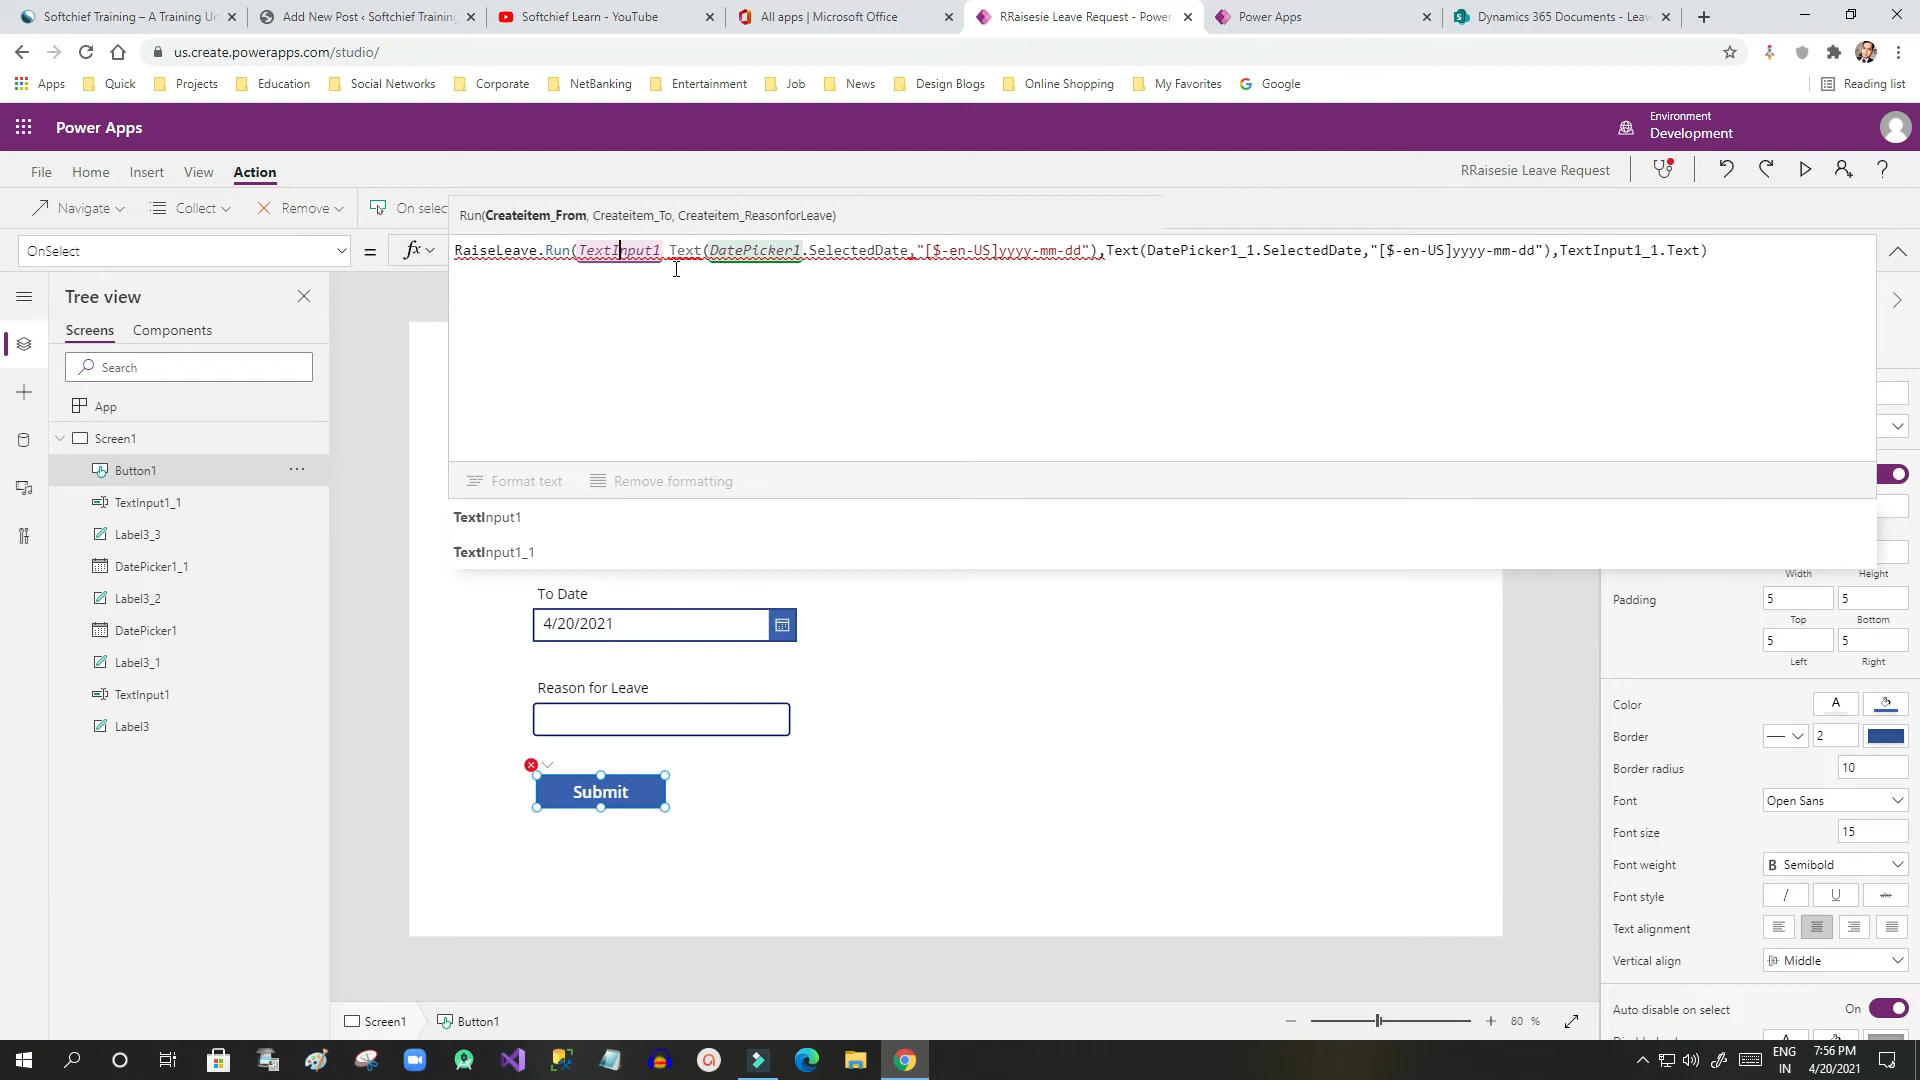 Softchief Training – A Training Un
Add New Post ‹ Softchief Training
Softchief Learn - YouTube
All apps | Microsoft Office
RRaisesie Leave Request - Power
Power Apps
Dynamics 365 Documents - Leav
us.create.powerapps.com/studio/
Apps
Quick
Projects
Education
Social Networks
Corporate
NetBanking
Entertainment
Job
News
Design Blogs
Online Shopping
My Favorites
Google
Reading list
Power Apps
Environment
Development
File
Home
Insert
View
Action
RRaisesie Leave Request
Navigate
Collect
Remove
On selec
Run(Createitem_From, Createitem_To, Createitem_ReasonforLeave)
OnSelect
=
fx
RaiseLeave.Run(TextInput1 Text(DatePicker1.SelectedDate,"[$-en-US]yyyy-mm-dd"),Text(DatePicker1_1.SelectedDate,"[$-en-US]yyyy-mm-dd"),TextInput1_1.Text)
Tree view
Screens
Components
Search
App
Screen1
Button1
TextInput1_1
Label3_3
DatePicker1_1
Label3_2
DatePicker1
Label3_1
TextInput1
Label3
Format text
Remove formatting
TextInput1
TextInput1_1
To Date
4/20/2021
Reason for Leave
Submit
Width
Height
Padding
5
5
Top
Bottom
5
5
Left
Right
Color
A
Border
2
Border radius
10
Font
Open Sans
Font size
15
Font weight
B Semibold
Font style
/
U
abc
Text alignment
Vertical align
Middle
Auto disable on select
On
Screen1
Button1
80 %
ENG
IN
7:56 PM
4/20/2021